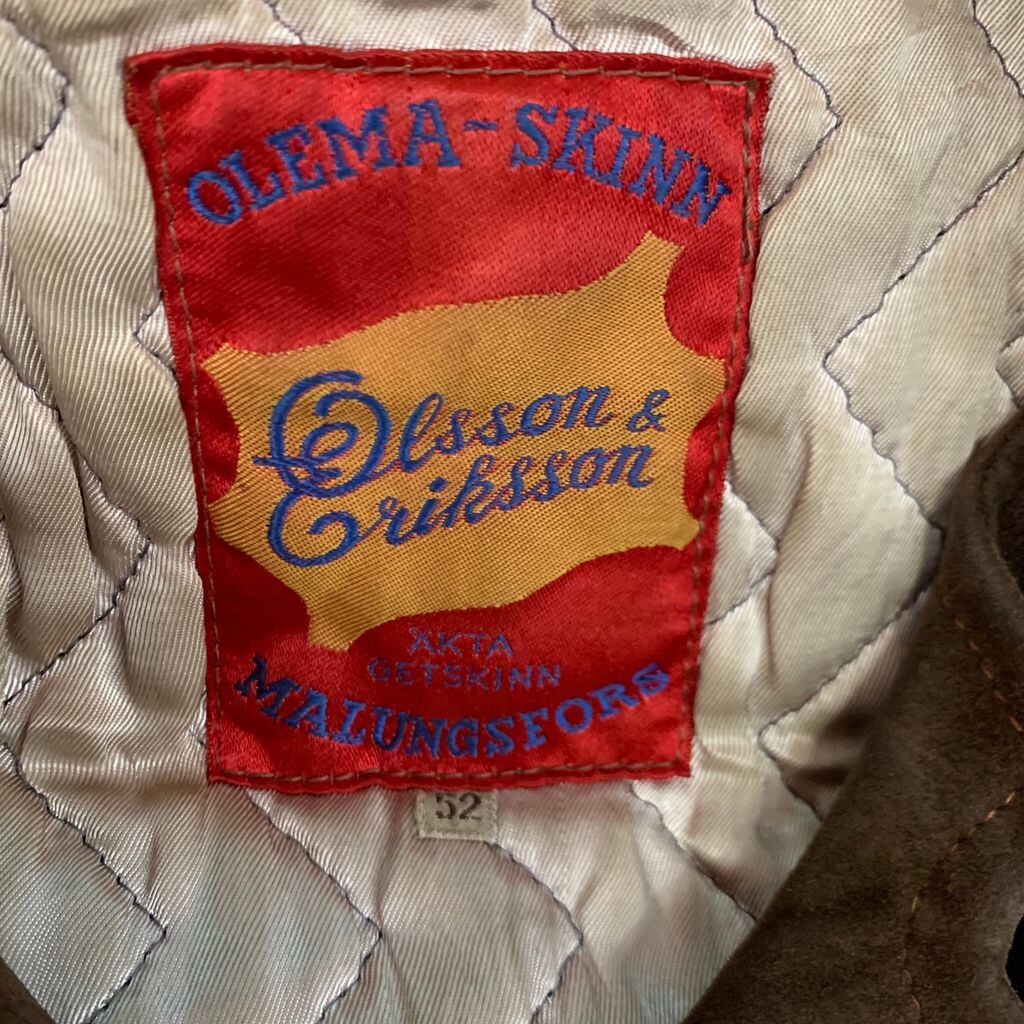 OLEMA-SKINN
Olsson &
Eriksson
ÄKTA
GETSKINN
MALUNGSFORS
52